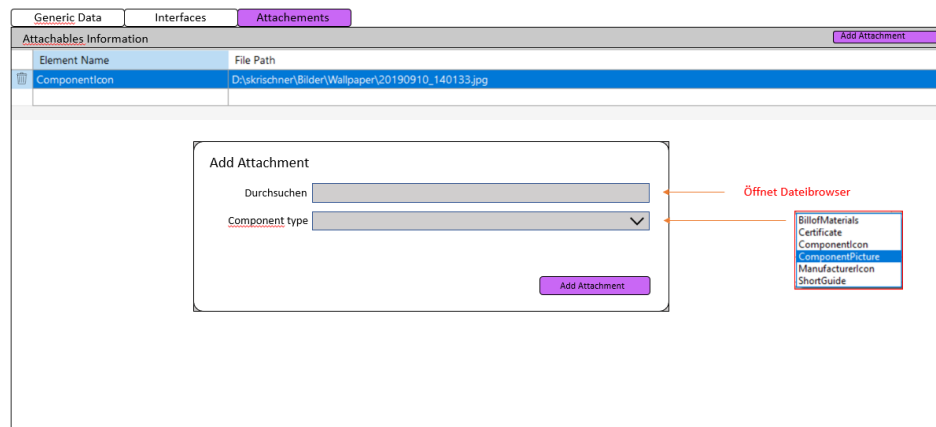 Generic Data
Interfaces
Attachements
Attachables Information
Add Attachment
Element Name
File Path
ComponentIcon
D:\skrischner\Bilder\Wallpaper\20190910_140133.jpg
Add Attachment
Durchsuchen
Öffnet Dateibrowser
Component type
BillofMaterials
Certificate
ComponentIcon
ComponentPicture
ManufacturerIcon
ShortGuide
Add Attachment